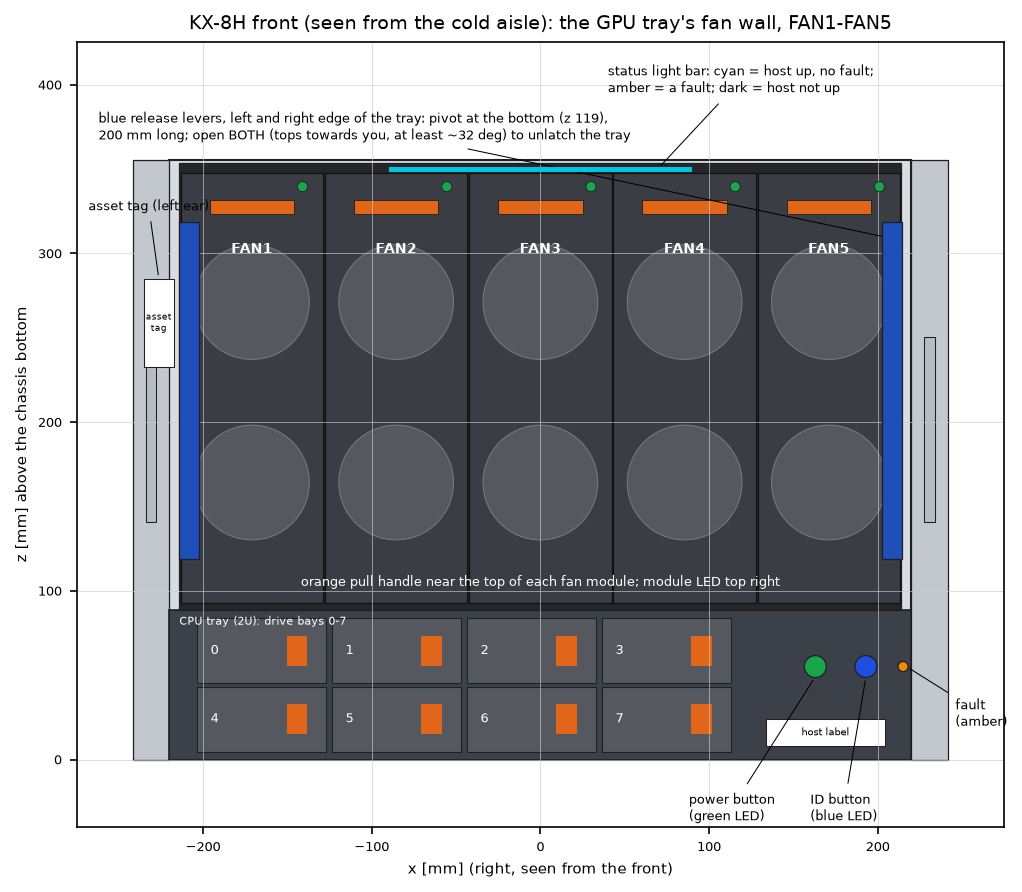 KX-8H front (seen from the cold aisle): the GPU tray's fan wall, FAN1-FAN5
status light bar: cyan = host up, no fault;
amber = a fault; dark = host not up
blue release levers, left and right edge of the tray: pivot at the bottom (z 119),
200 mm long; open BOTH (tops towards you, at least ~32 deg) to unlatch the tray
asset tag (left ear)
FAN1
FAN2
FAN3
FAN4
FAN5
asset
tag
orange pull handle near the top of each fan module; module LED top right
CPU tray (2U): drive bays 0-7
0
1
2
3
4
5
6
7
host label
fault
(amber)
power button
(green LED)
ID button
(blue LED)
400
300
200
100
0
z [mm] above the chassis bottom
−200
−100
0
100
200
x [mm] (right, seen from the front)